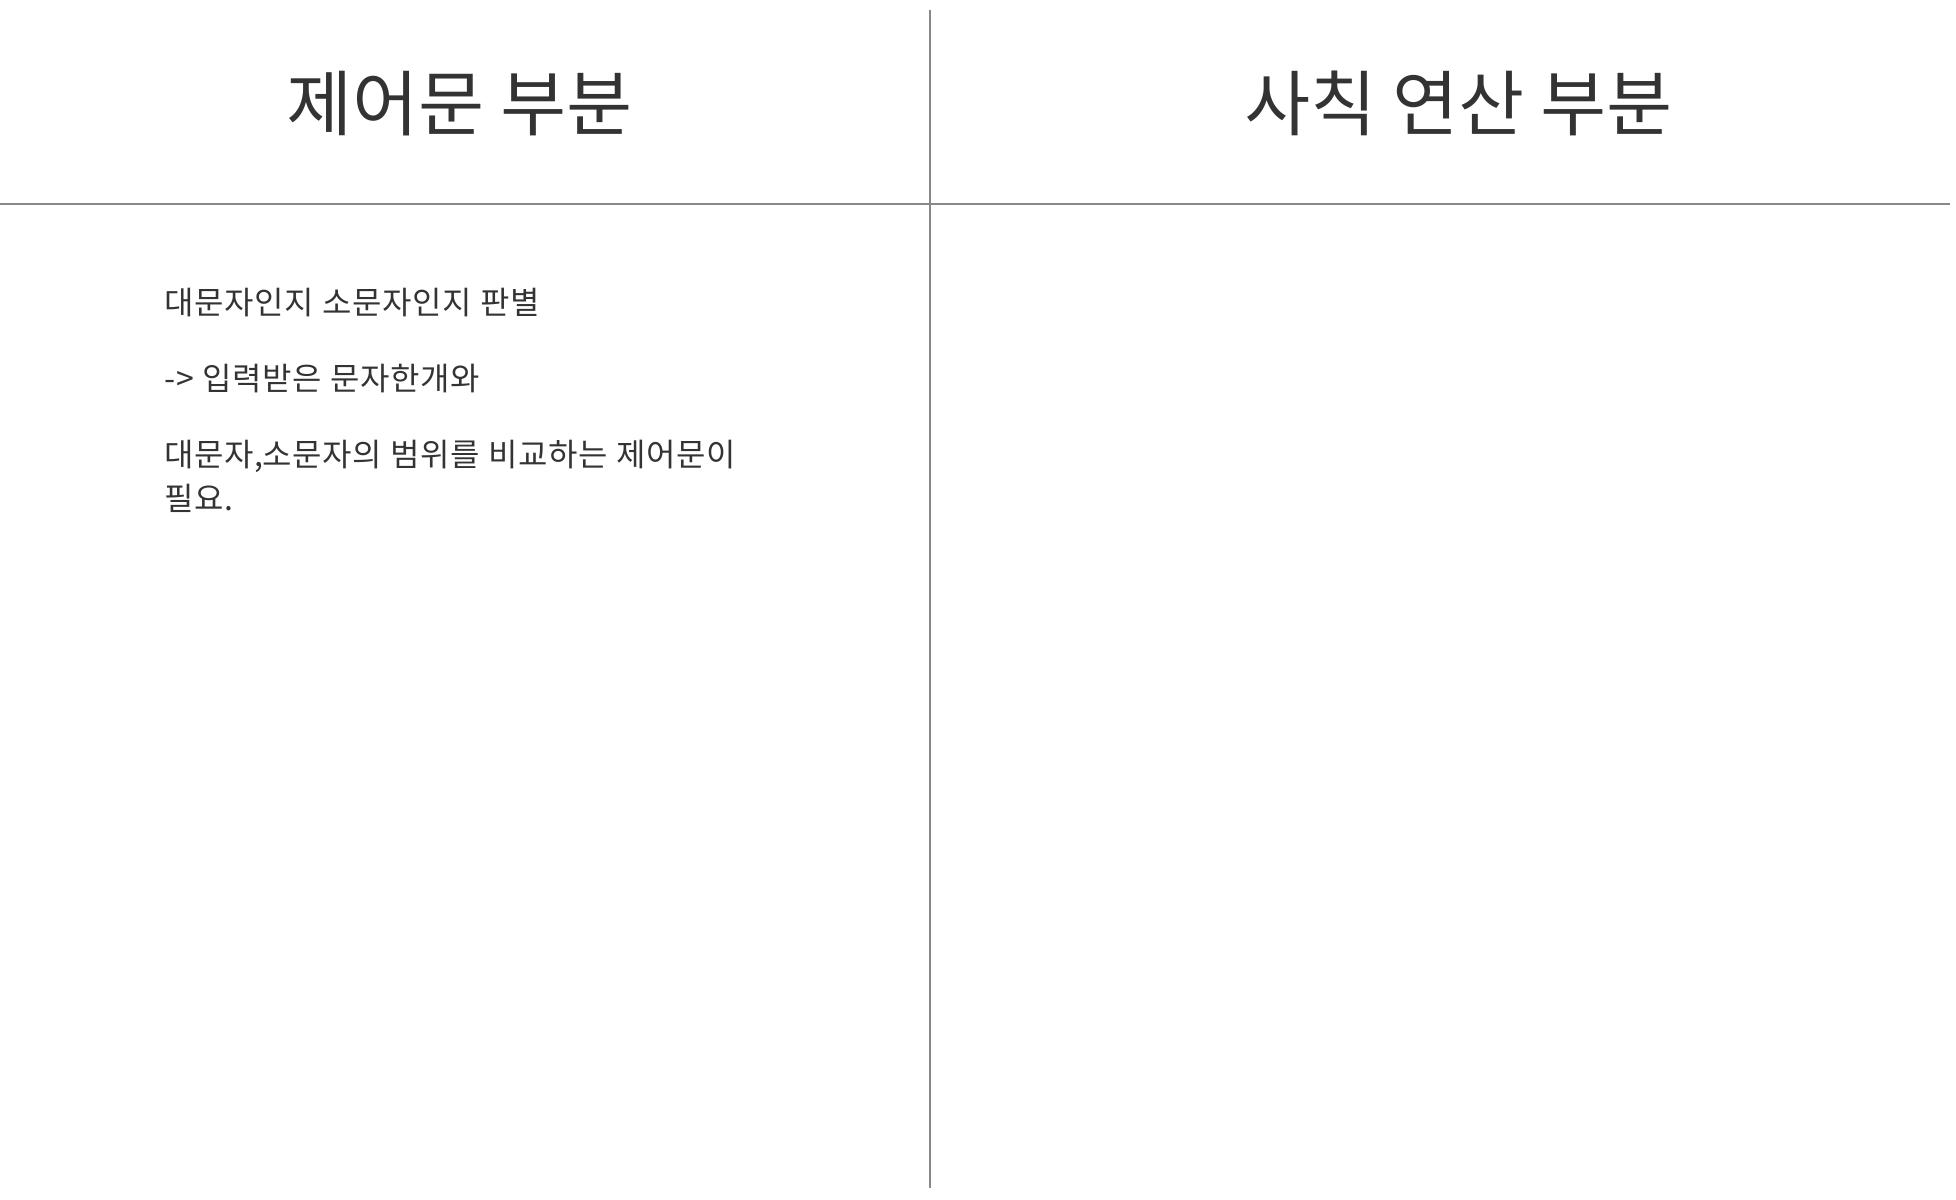 제어문 부분
사칙 연산 부분
대문자인지 소문자인지 판별
-> 입력받은 문자한개와
대문자,소문자의 범위를 비교하는 제어문이
필요.